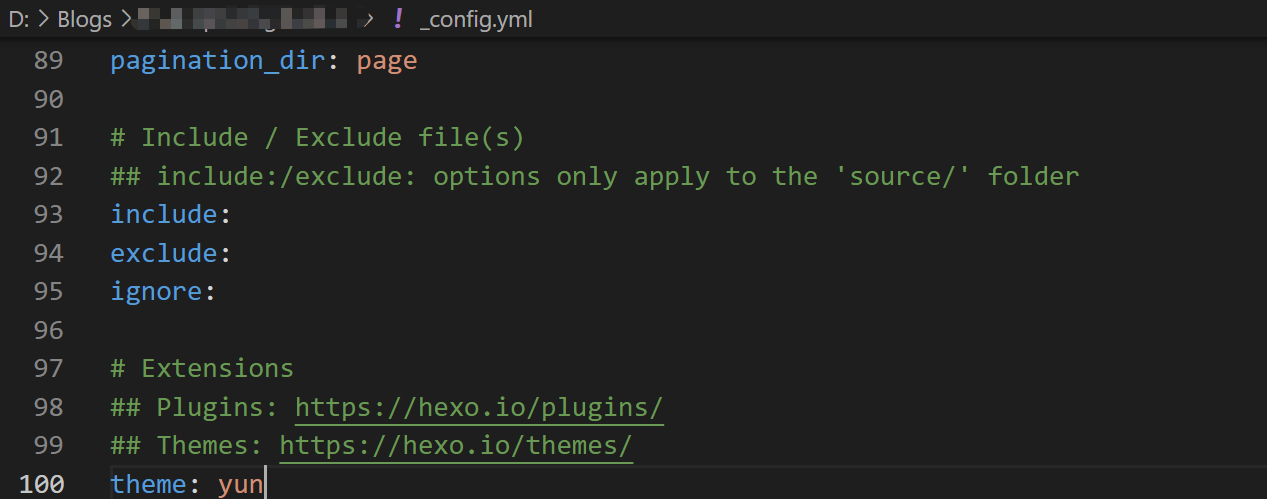 D: > Blogs > > ! _config.yml
89 pagination_dir: page
90
91 # Include / Exclude file(s)
92 ## include:/exclude: options only apply to the 'source/' folder
93 include:
94 exclude:
95 ignore:
96
97 # Extensions
98 ## Plugins: https://hexo.io/plugins/
99 ## Themes: https://hexo.io/themes/
100 theme: yun